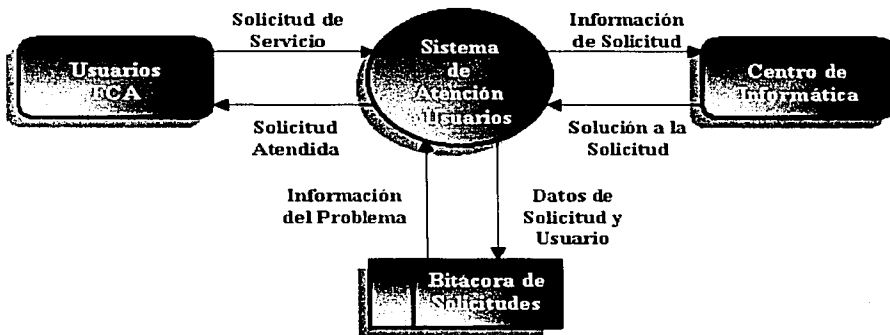 Solicitud de
Servicio
Información
de Solicitud
Usuarios
FCA
Sistema
de
Atención
Usuarios
Centro de
Informática
Solicitud
Atendida
Solución a la
Solicitud
Información
del Problema
Datos de
Solicitud y
Usuario
Bitácora de
Solicitudes